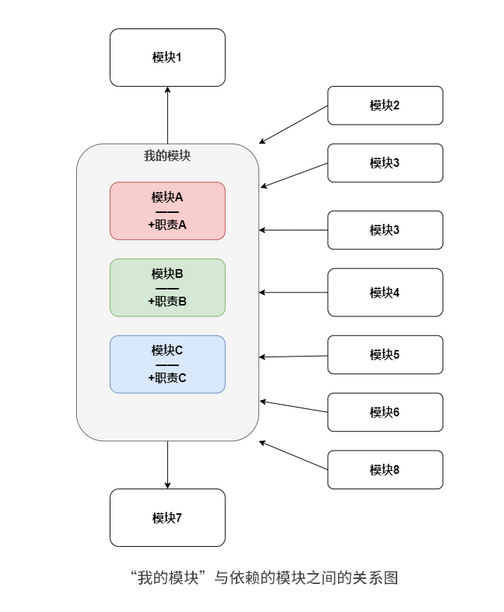 模块1
模块2
我的模块
模块3
模块A
——
+职责A
模块3
模块B
——
+职责B
模块4
模块C
——
+职责C
模块5
模块6
模块8
模块7
“我的模块”与依赖的模块之间的关系图